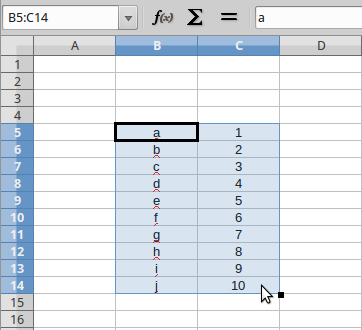 B5:C14 f(x) Σ = a
A B C D
1
2
3
4
5 a 1
6 b 2
7 c 3
8 d 4
9 e 5
10 f 6
11 g 7
12 h 8
13 i 9
14 j 10
15
16